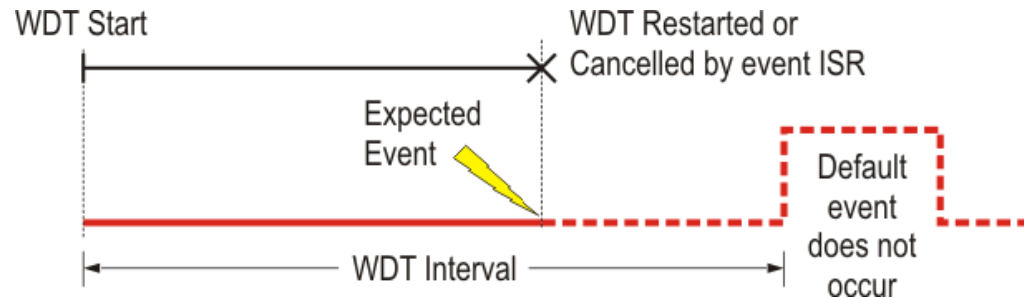 WDT Start
WDT Restarted or
Cancelled by event ISR
Expected
Event
Default
event
does not
occur
WDT Interval